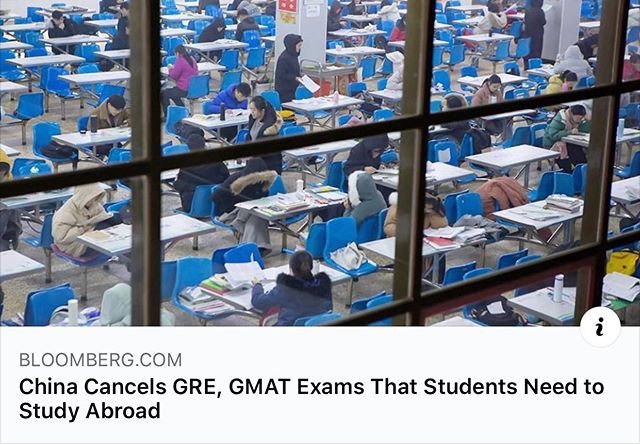 BLOOMBERG.COM
China Cancels GRE, GMAT Exams That Students Need to
Study Abroad